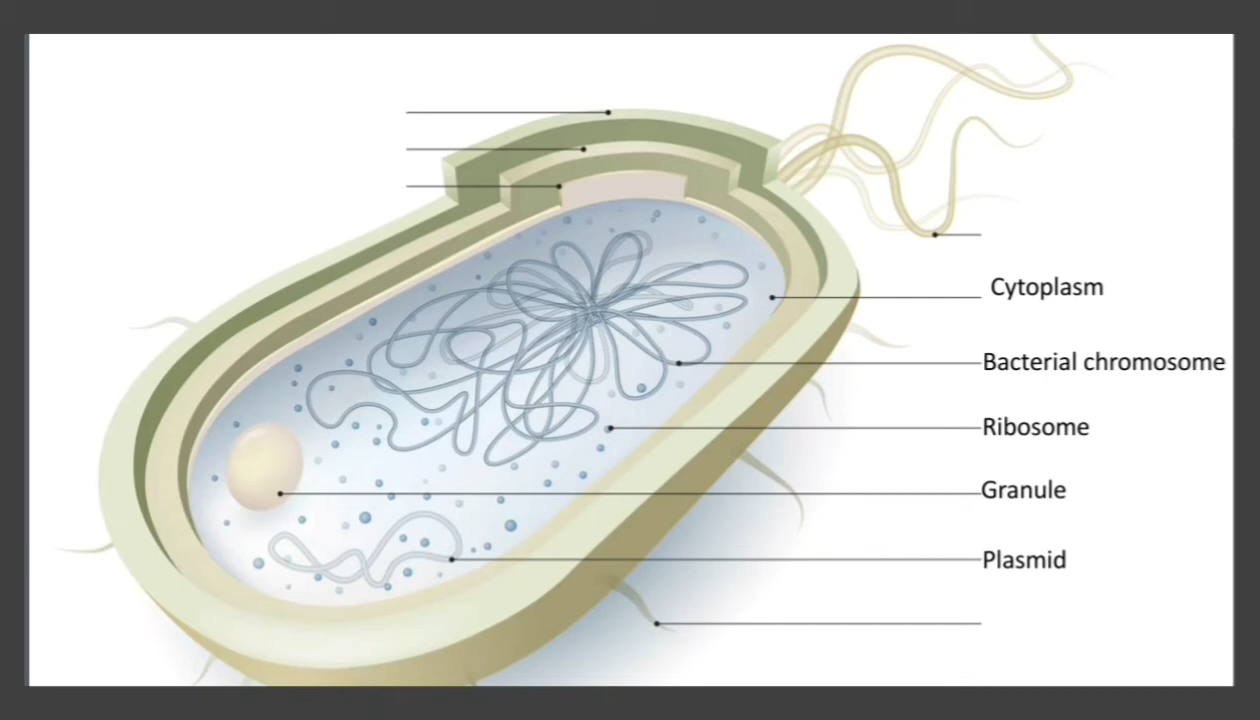 Cytoplasm
Bacterial chromosome
Ribosome
Granule
Plasmid